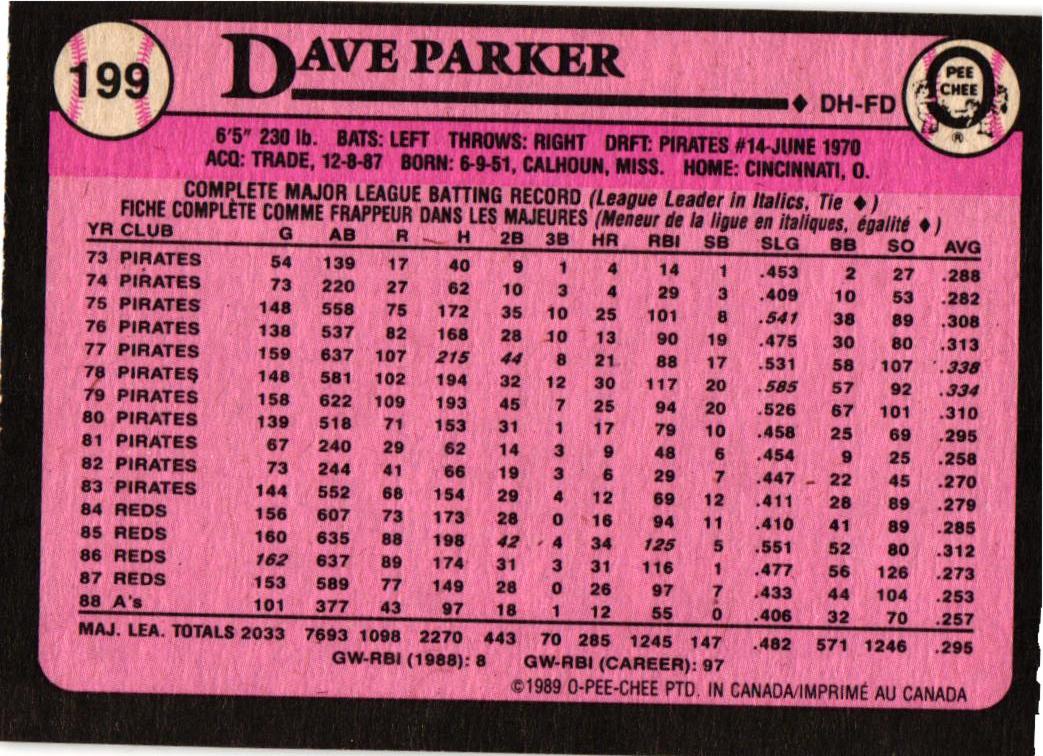 199
DAVE PARKER
DH-FD
PEE
CHEE
®
6'5" 230 lb. BATS: LEFT THROWS: RIGHT DRFT: PIRATES #14-JUNE 1970
ACQ: TRADE, 12-8-87 BORN: 6-9-51, CALHOUN, MISS. HOME: CINCINNATI, O.
COMPLETE MAJOR LEAGUE BATTING RECORD (League Leader in Italics, Tie ♦)
FICHE COMPLÈTE COMME FRAPPEUR DANS LES MAJEURES (Meneur de la ligue en italiques, égalité ♦)
YR CLUB G AB R H 2B 3B HR RBI SB SLG BB SO AVG
73 PIRATES 54 139 17 40 9 1 4 14 1 .453 2 27 .288
74 PIRATES 73 220 27 62 10 3 4 29 3 .409 10 53 .282
75 PIRATES 148 558 75 172 35 10 25 101 8 .541 38 89 .308
76 PIRATES 138 537 82 168 28 10 13 90 19 .475 30 80 .313
77 PIRATES 159 637 107 215 44 8 21 88 17 .531 58 107 .338
78 PIRATES 148 581 102 194 32 12 30 117 20 .585 57 92 .334
79 PIRATES 158 622 109 193 45 7 25 94 20 .526 67 101 .310
80 PIRATES 139 518 71 153 31 1 17 79 10 .458 25 69 .295
81 PIRATES 67 240 29 62 14 3 9 48 6 .454 9 25 .258
82 PIRATES 73 244 41 66 19 3 6 29 7 .447 22 45 .270
83 PIRATES 144 552 68 154 29 4 12 69 12 .411 28 89 .279
84 REDS 156 607 73 173 28 0 16 94 11 .410 41 89 .285
85 REDS 160 635 88 198 42 4 34 125 5 .551 52 80 .312
86 REDS 162 637 89 174 31 3 31 116 1 .477 56 126 .273
87 REDS 153 589 77 149 28 0 26 97 7 .433 44 104 .253
88 A's 101 377 43 97 18 1 12 55 0 .406 32 70 .257
MAJ. LEA. TOTALS 2033 7693 1098 2270 443 70 285 1245 147 .482 571 1246 .295
GW-RBI (1988): 8 GW-RBI (CAREER): 97
©1989 O-PEE-CHEE PTD. IN CANADA/IMPRIMÉ AU CANADA